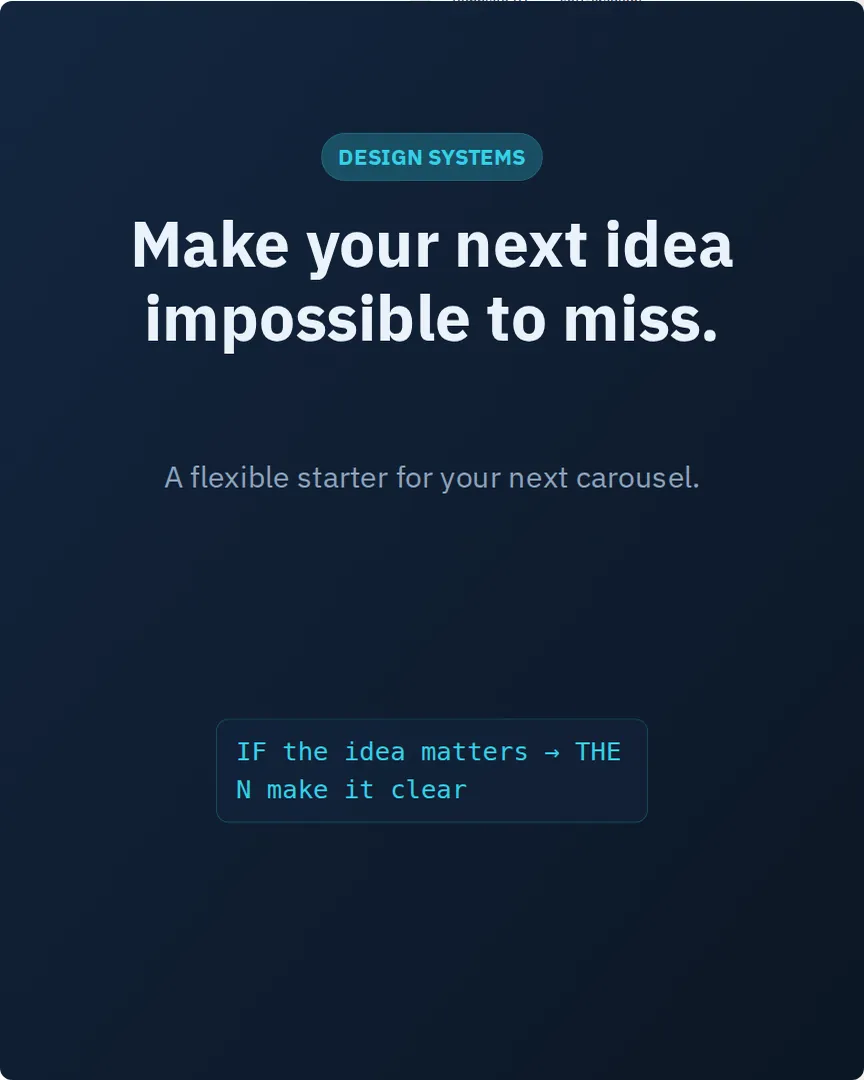 DESIGN SYSTEMS
Make your next idea
impossible to miss.
A flexible starter for your next carousel.
IF the idea matters → THE
N make it clear